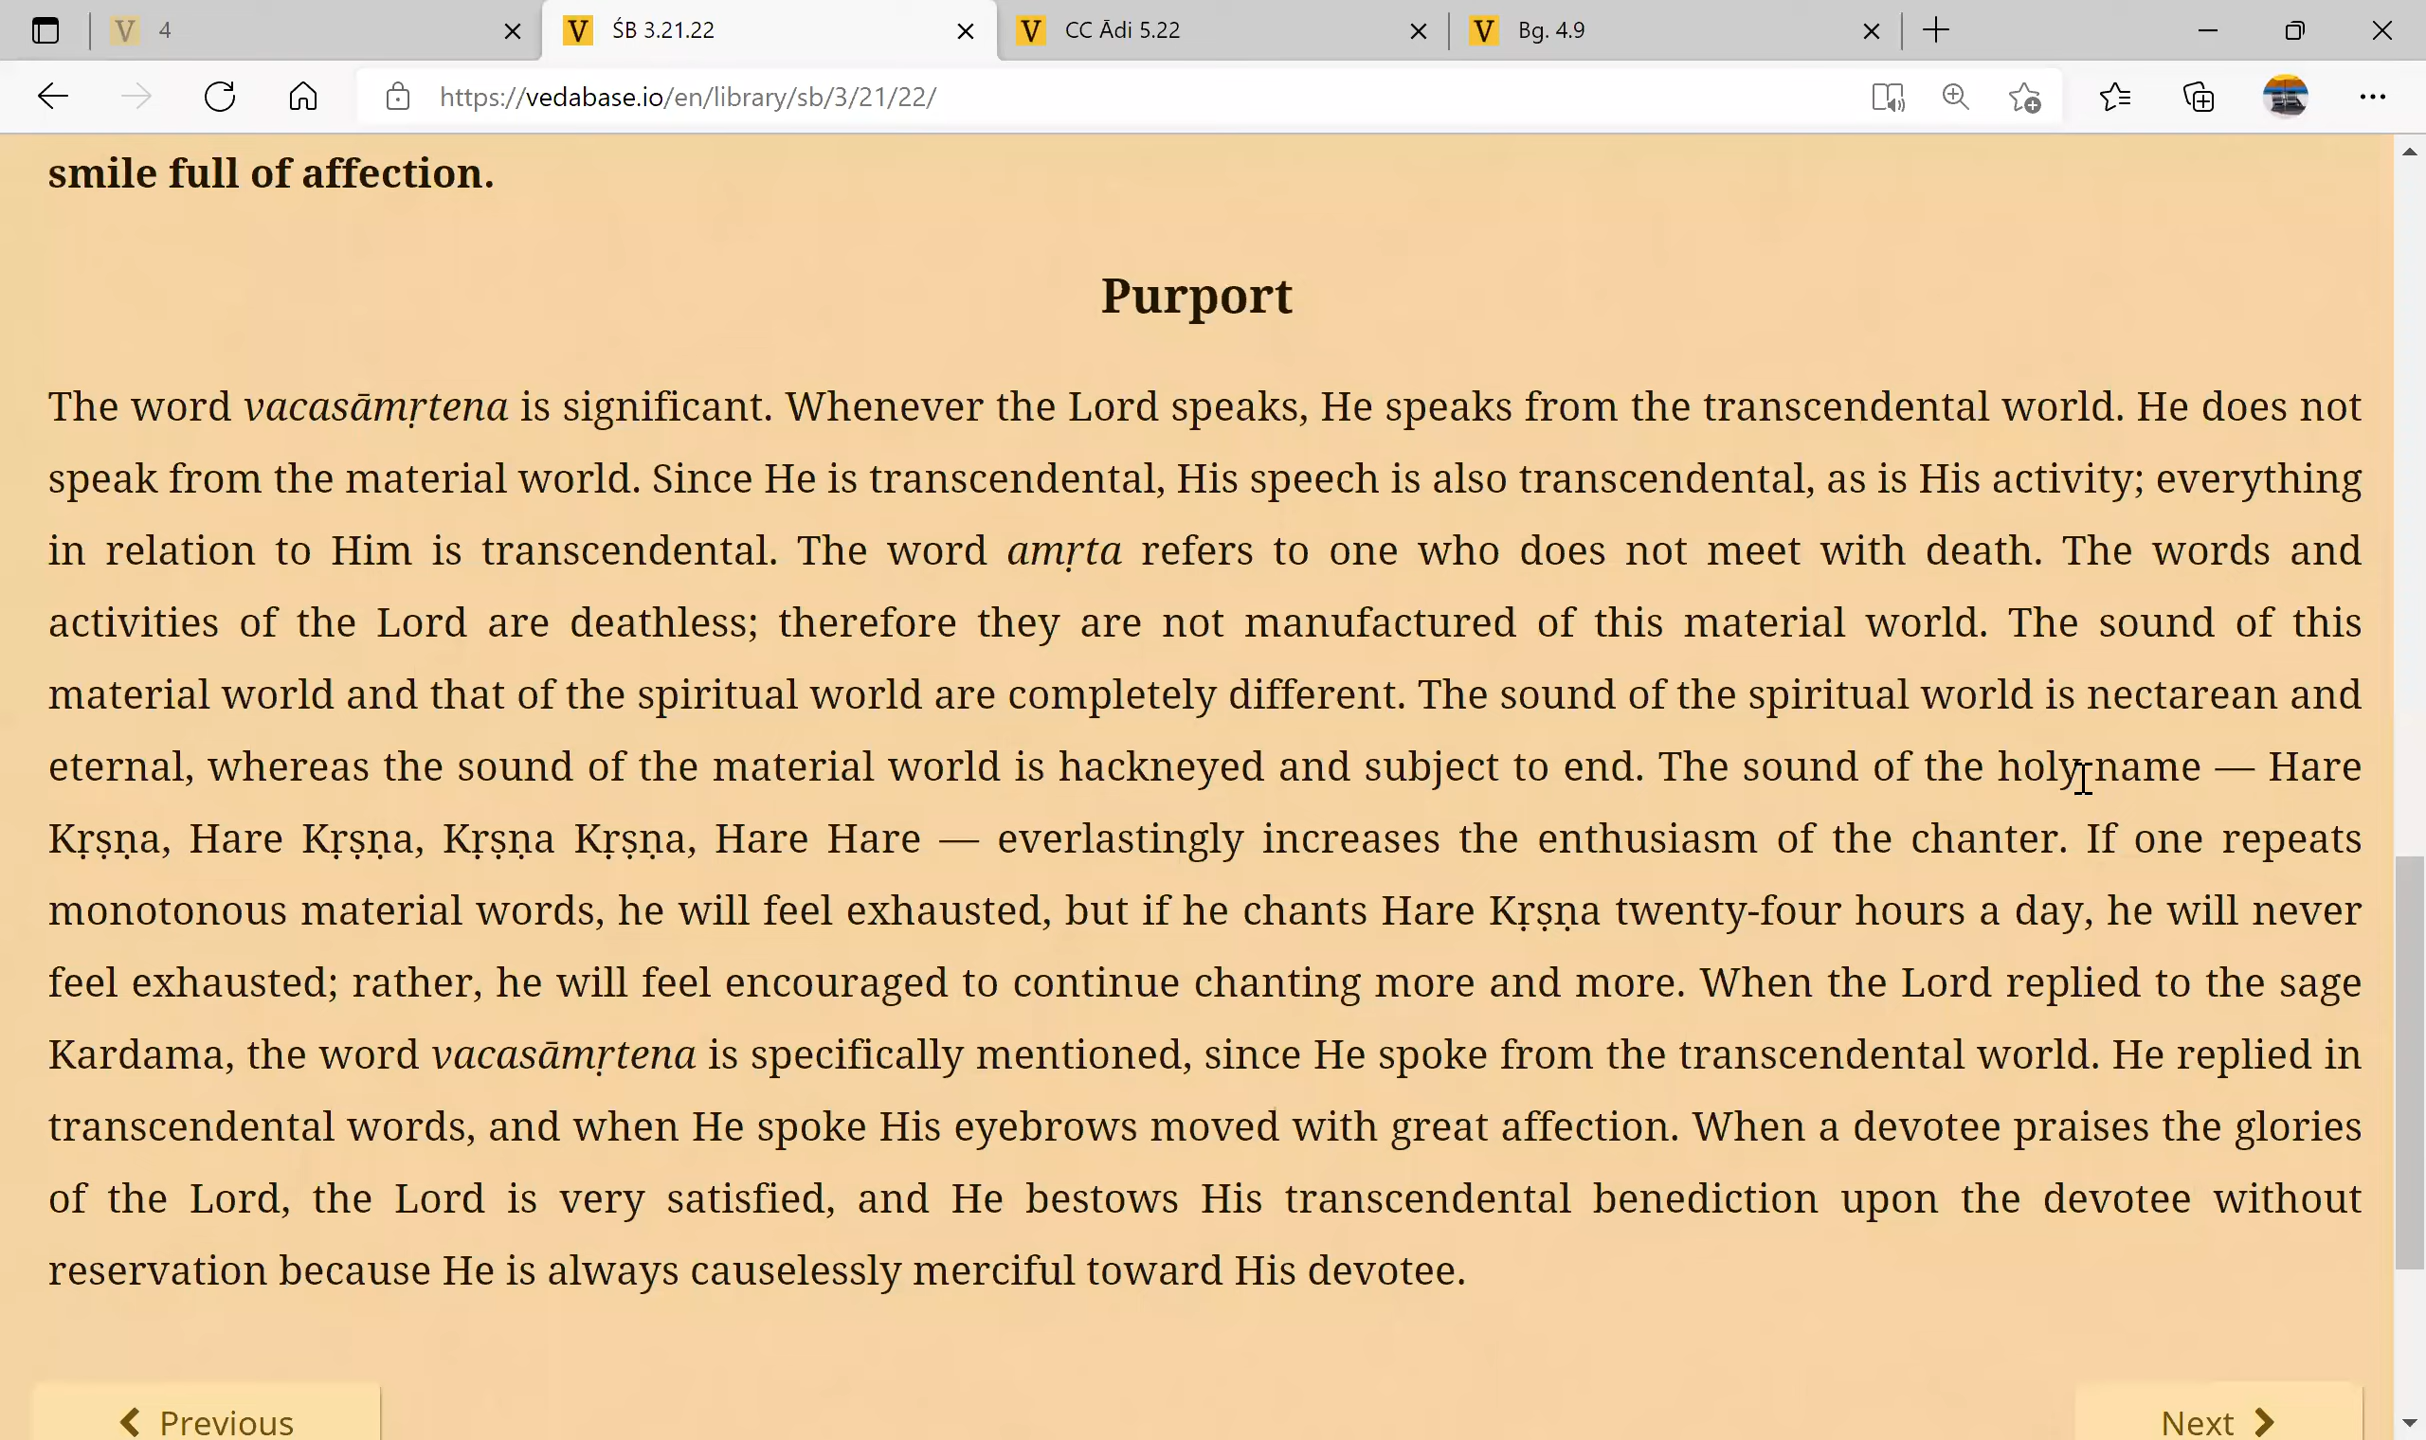 4
ŚB 3.21.22
CC Ādi 5.22
Bg. 4.9
https://vedabase.io/en/library/sb/3/21/22/
smile full of affection.
Purport
The word vacasāmṛtena is significant. Whenever the Lord speaks, He speaks from the transcendental world. He does not
speak from the material world. Since He is transcendental, His speech is also transcendental, as is His activity; everything
in relation to Him is transcendental. The word amṛta refers to one who does not meet with death. The words and
activities of the Lord are deathless; therefore they are not manufactured of this material world. The sound of this
material world and that of the spiritual world are completely different. The sound of the spiritual world is nectarean and
eternal, whereas the sound of the material world is hackneyed and subject to end. The sound of the holy name — Hare
Kṛṣṇa, Hare Kṛṣṇa, Kṛṣṇa Kṛṣṇa, Hare Hare — everlastingly increases the enthusiasm of the chanter. If one repeats
monotonous material words, he will feel exhausted, but if he chants Hare Kṛṣṇa twenty-four hours a day, he will never
feel exhausted; rather, he will feel encouraged to continue chanting more and more. When the Lord replied to the sage
Kardama, the word vacasāmṛtena is specifically mentioned, since He spoke from the transcendental world. He replied in
transcendental words, and when He spoke His eyebrows moved with great affection. When a devotee praises the glories
of the Lord, the Lord is very satisfied, and He bestows His transcendental benediction upon the devotee without
reservation because He is always causelessly merciful toward His devotee.
Previous
Next